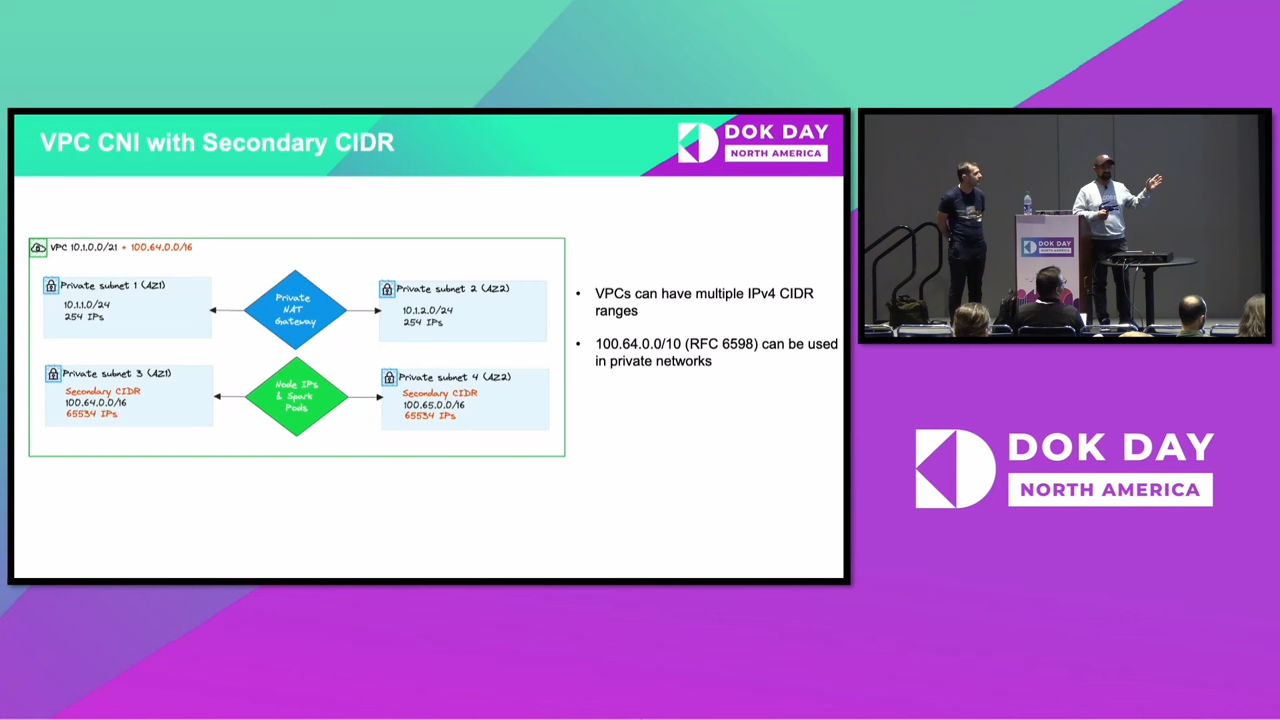 VPC CNI with Secondary CIDR
DOK DAY
NORTH AMERICA
VPC 10.1.0.0/21 + 100.64.0.0/16
Private subnet 1 (AZ1)
10.1.1.0/24
254 IPs
Private
NAT
Gateway
Private subnet 2 (AZ2)
10.1.2.0/24
254 IPs
Private subnet 3 (AZ1)
Secondary CIDR
100.64.0.0/16
65534 IPs
Node IPs
& Spark
Pods
Private subnet 4 (AZ2)
Secondary CIDR
100.65.0.0/16
65534 IPs
• VPCs can have multiple IPv4 CIDR
ranges
• 100.64.0.0/10 (RFC 6598) can be used
in private networks
DOK DAY
NORTH AMERICA
DOK DAY
NORTH AMERICA